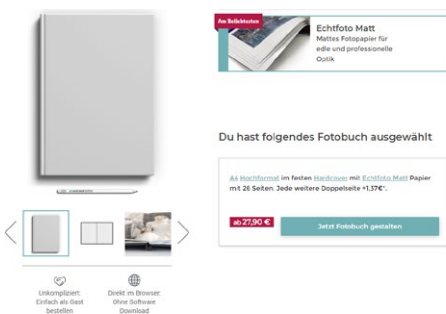 Am Beliebtesten
Echtfoto Matt
Mattes Fotopapier für
edle und professionelle
Optik
Du hast folgendes Fotobuch ausgewählt
A4 Hochformat im festen Hardcover mit Echtfoto Matt Papier
mit 26 Seiten. Jede weitere Doppelseite +1,37€*.
ab 27,90 €
Jetzt Fotobuch gestalten
Unkompliziert:
Einfach als Gast
bestellen
Direkt im Browser:
Ohne Software
Download